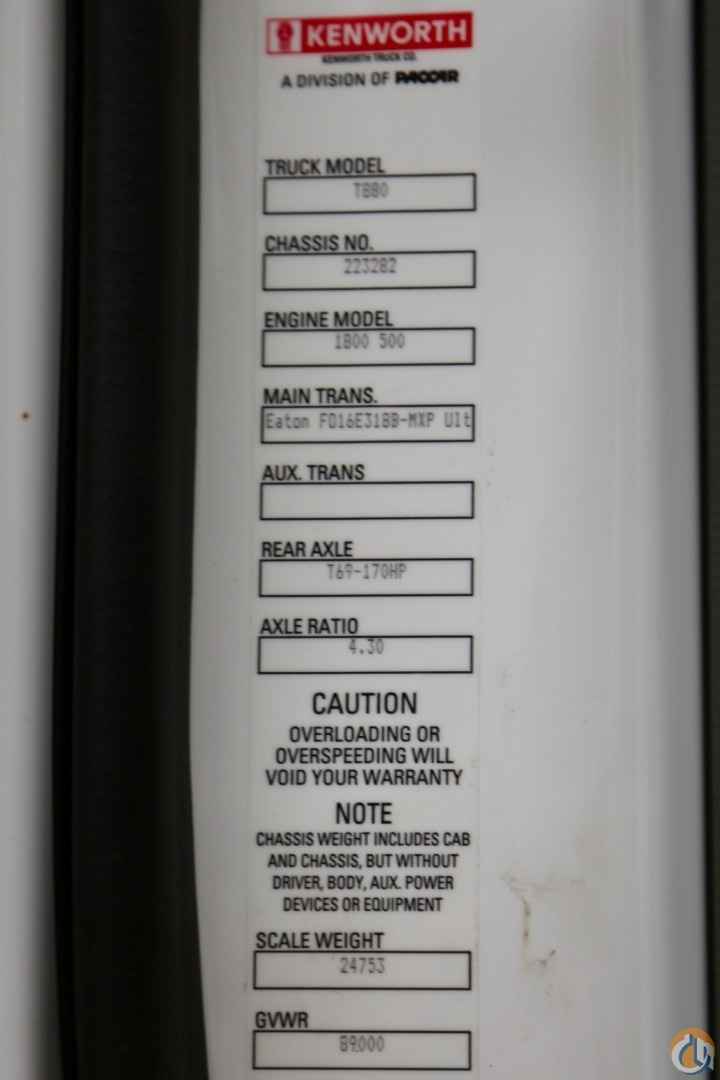 KENWORTH
KENWORTH TRUCK CO.
A DIVISION OF PACCAR
TRUCK MODEL
T880
CHASSIS NO.
223282
ENGINE MODEL
1800 500
MAIN TRANS.
Eaton FO16E318B-MXP Ult
AUX. TRANS
REAR AXLE
T69-170HP
AXLE RATIO
4.30
CAUTION
OVERLOADING OR
OVERSPEEDING WILL
VOID YOUR WARRANTY
NOTE
CHASSIS WEIGHT INCLUDES CAB
AND CHASSIS, BUT WITHOUT
DRIVER, BODY, AUX. POWER
DEVICES OR EQUIPMENT
SCALE WEIGHT
24753
GVWR
89000